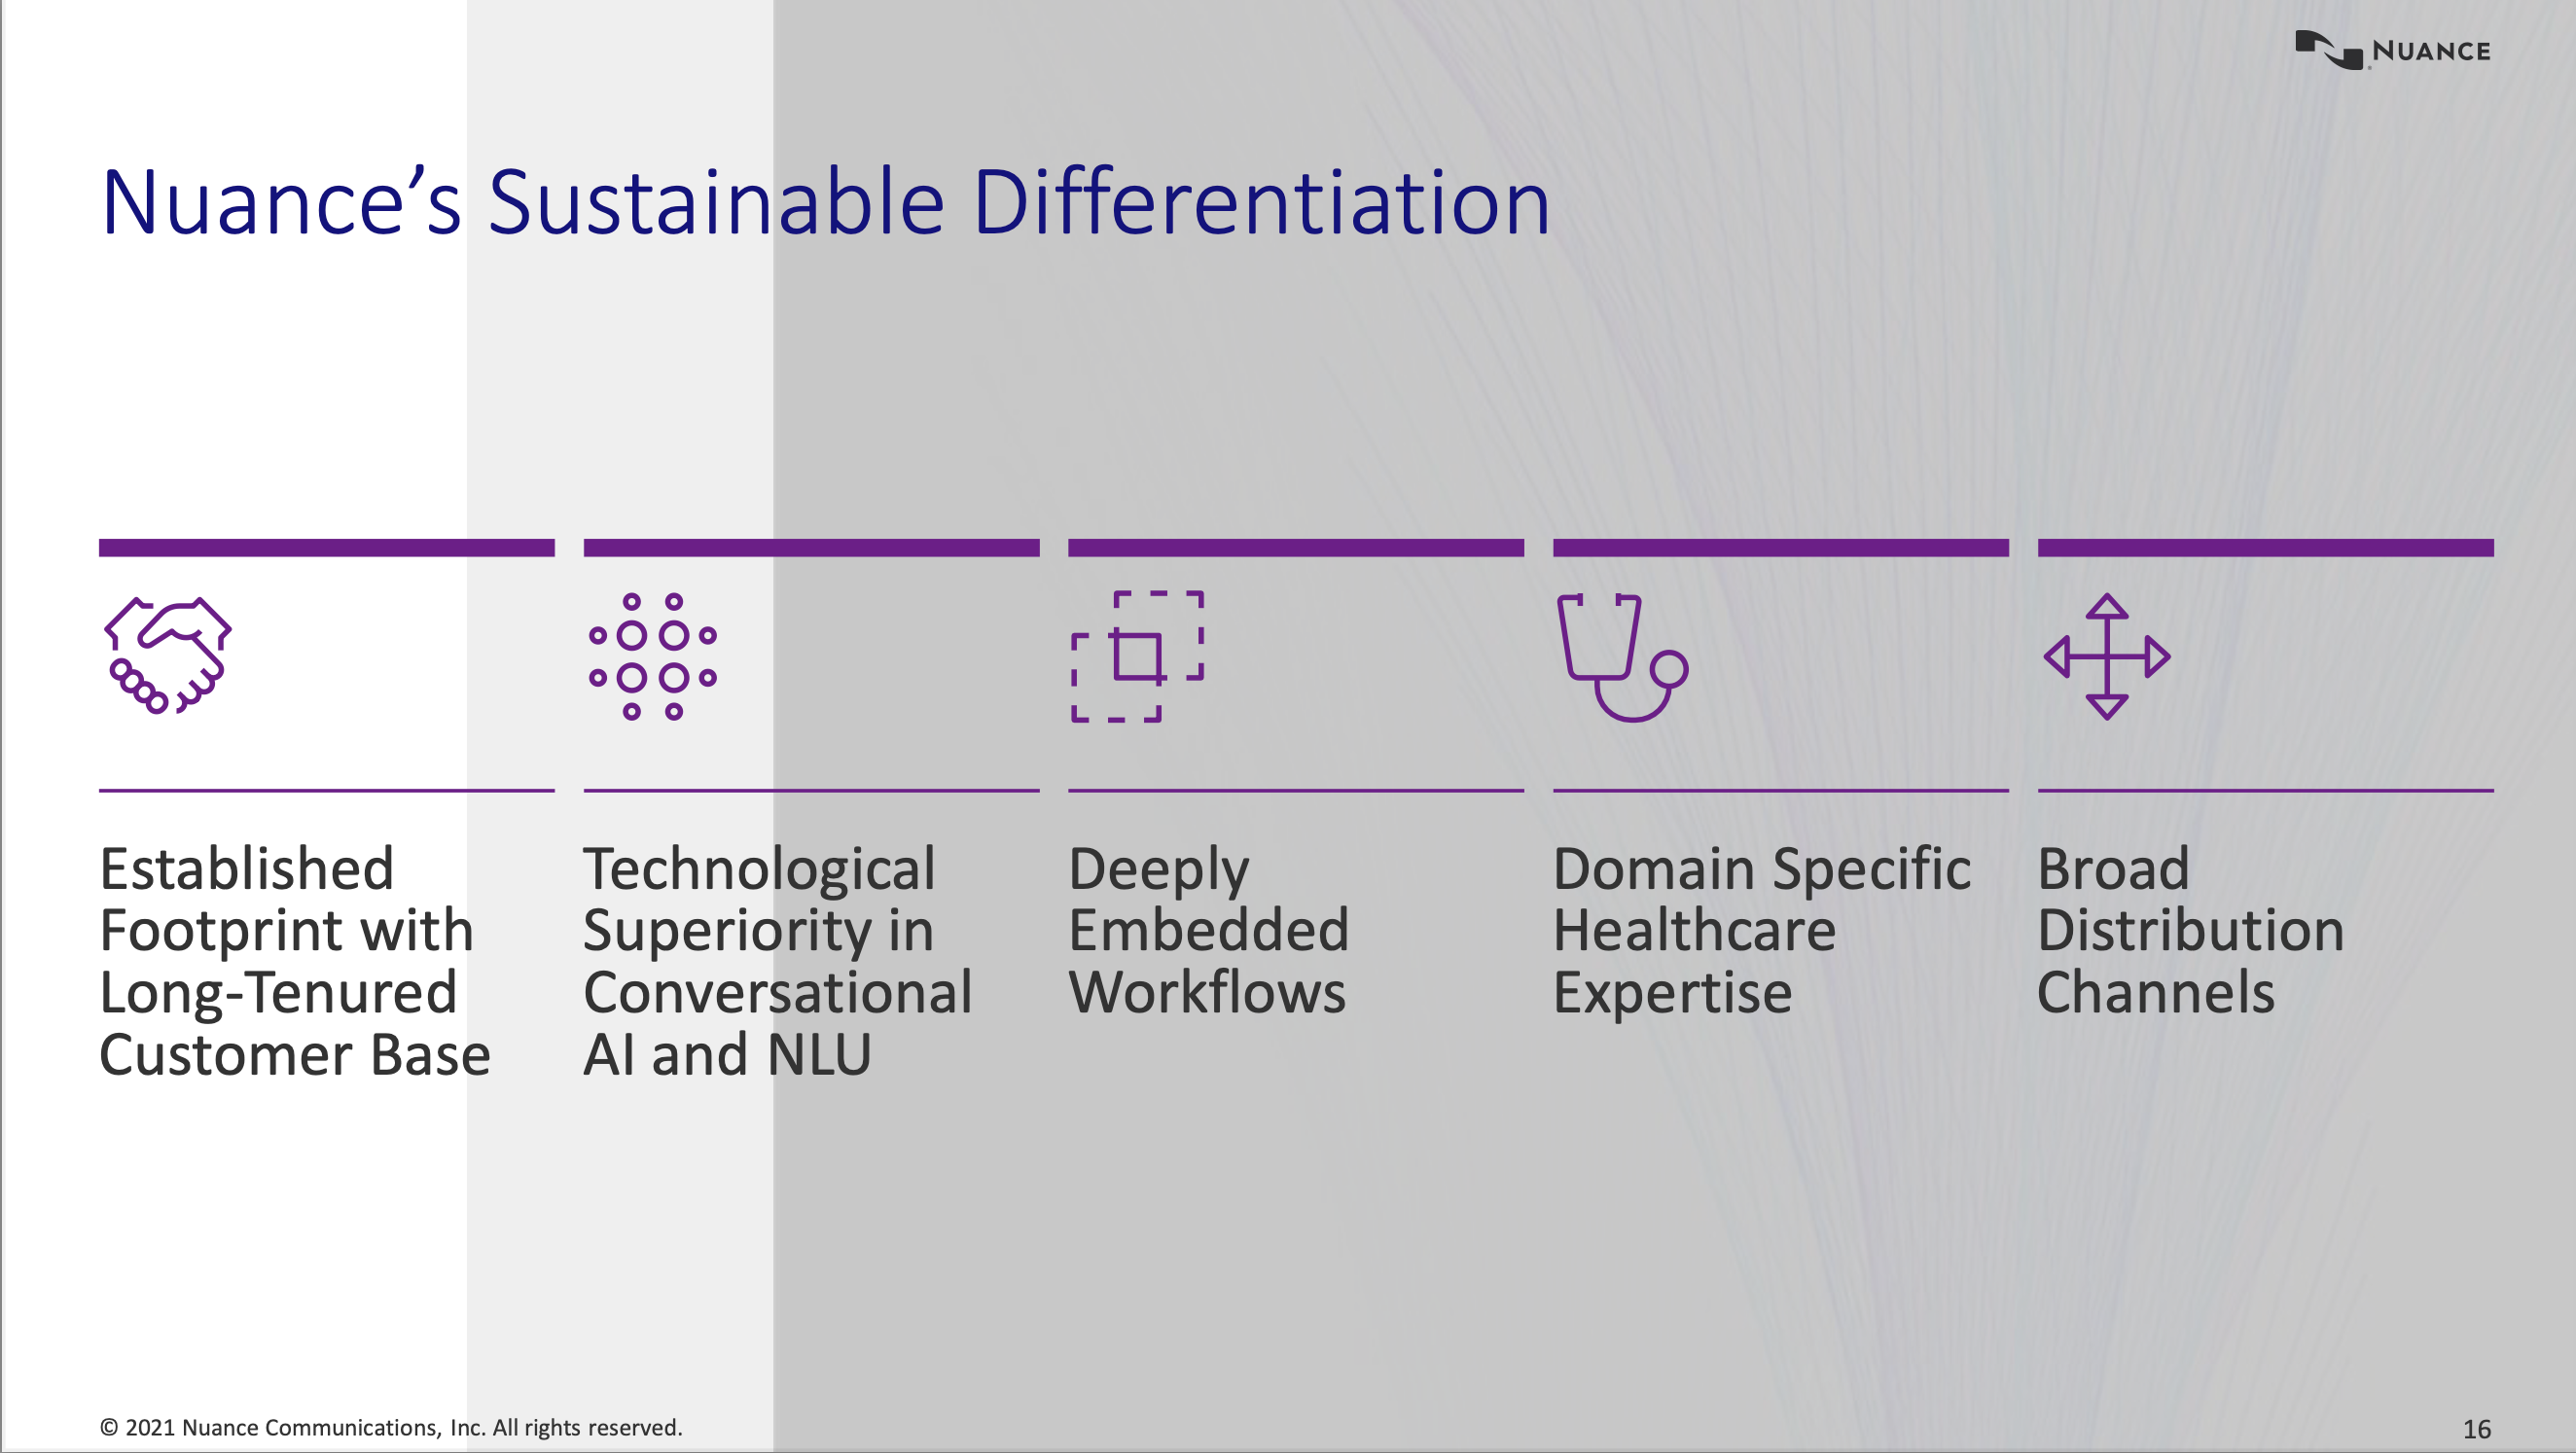 NUANCE
Nuance’s Sustainable Differentiation
Established
Footprint with
Long-Tenured
Customer Base
Technological
Superiority in
Conversational
AI and NLU
Deeply
Embedded
Workflows
Domain Specific
Healthcare
Expertise
Broad
Distribution
Channels
© 2021 Nuance Communications, Inc. All rights reserved.
16